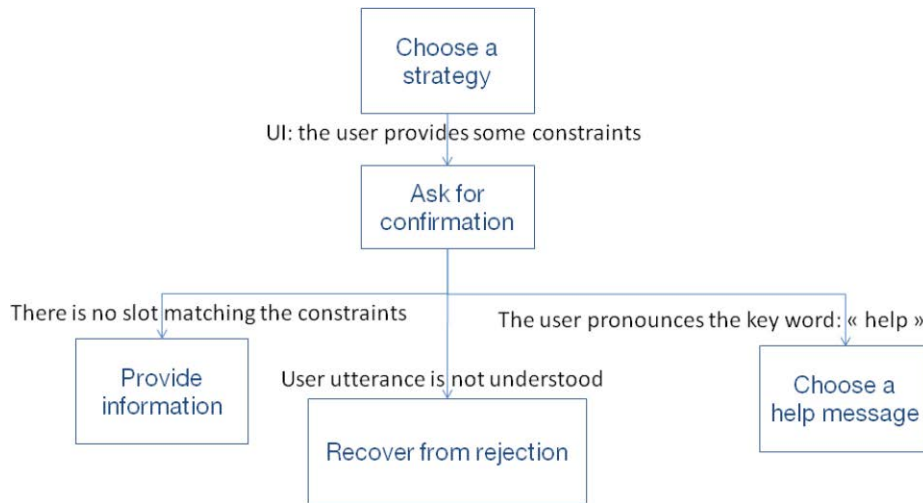 Choose a
strategy
UI: the user provides some constraints
Ask for
confirmation
There is no slot matching the constraints
The user pronounces the key word: « help »
Provide
information
User utterance is not understood
Choose a
help message
Recover from rejection